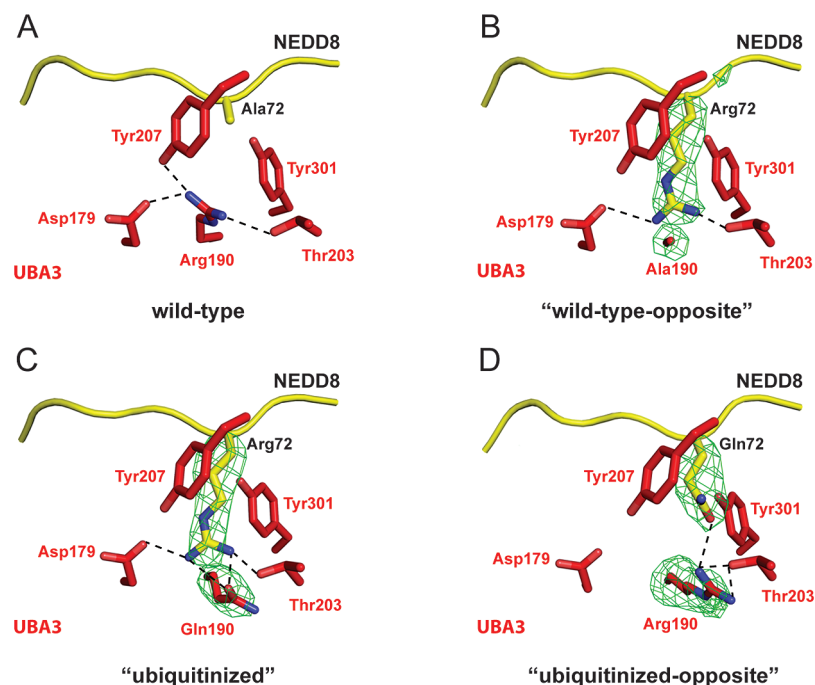 A
NEDD8
Ala72
Tyr207
Tyr301
Asp179
Arg190
Thr203
UBA3
wild-type
B
NEDD8
Arg72
Tyr207
Tyr301
Asp179
Ala190
Thr203
UBA3
“wild-type-opposite”
C
NEDD8
Arg72
Tyr207
Tyr301
Asp179
Thr203
Gln190
UBA3
“ubiquitinized”
D
NEDD8
Gln72
Tyr207
Tyr301
Asp179
Thr203
Arg190
UBA3
“ubiquitinized-opposite”